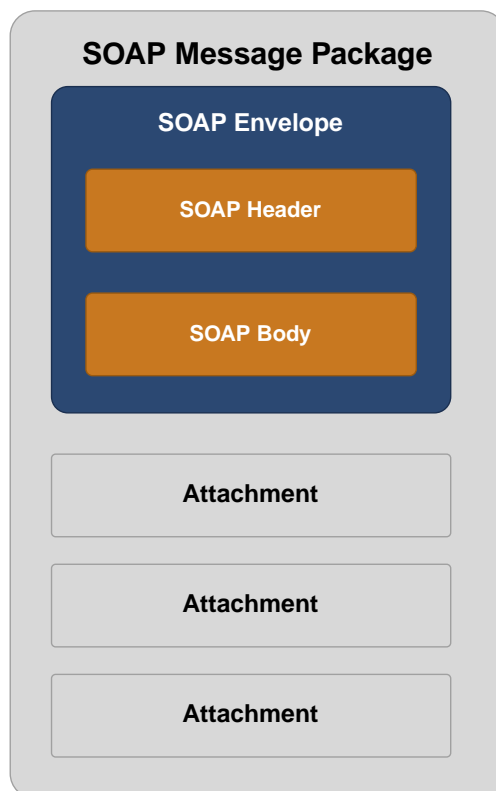 SOAP Message Package
SOAP Envelope
SOAP Header
SOAP Body
Attachment
Attachment
Attachment